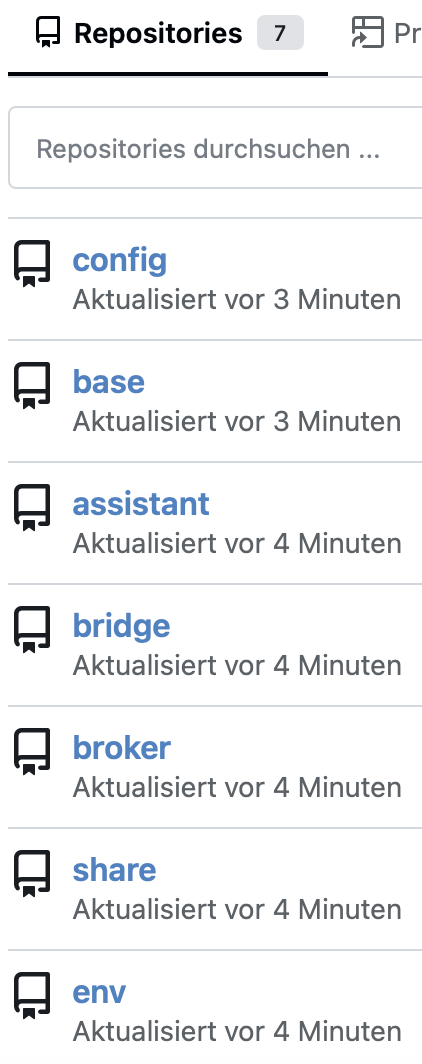 Repositories 7 Pr
Repositories durchsuchen ...
config
Aktualisiert vor 3 Minuten
base
Aktualisiert vor 3 Minuten
assistant
Aktualisiert vor 4 Minuten
bridge
Aktualisiert vor 4 Minuten
broker
Aktualisiert vor 4 Minuten
share
Aktualisiert vor 4 Minuten
env
Aktualisiert vor 4 Minuten